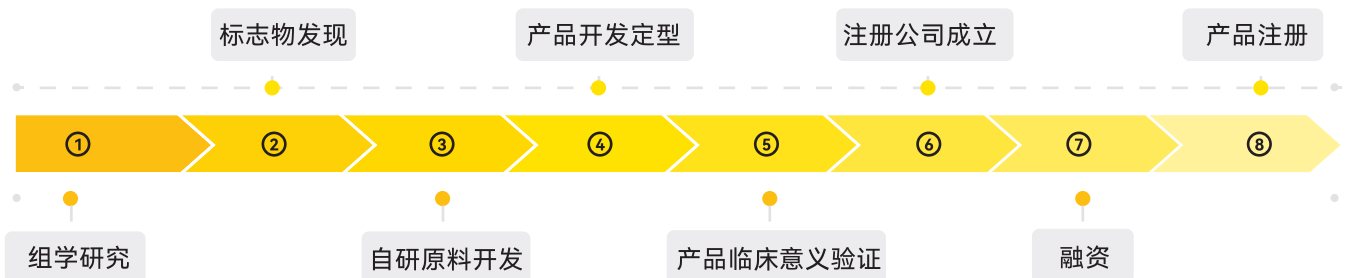 标志物发现
产品开发定型
注册公司成立
产品注册
1
2
3
4
5
6
7
8
组学研究
自研原料开发
产品临床意义验证
融资